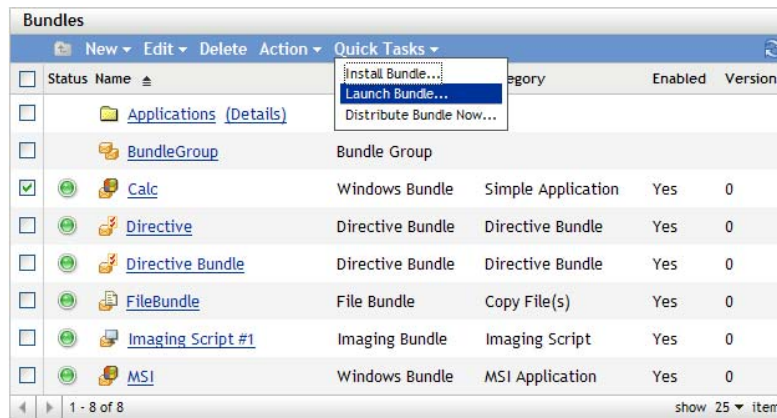 Bundles
New Edit Delete Action Quick Tasks
Install Bundle...
Launch Bundle...
Distribute Bundle Now...
Status Name Enabled Version
Applications (Details)
BundleGroup Bundle Group
Calc Windows Bundle Simple Application Yes 0
Directive Directive Bundle Directive Bundle Yes 0
Directive Bundle Directive Bundle Directive Bundle Yes 0
FileBundle File Bundle Copy File(s) Yes 0
Imaging Script #1 Imaging Bundle Imaging Script Yes 0
MSI Windows Bundle MSI Application Yes 0
1 - 8 of 8 show 25